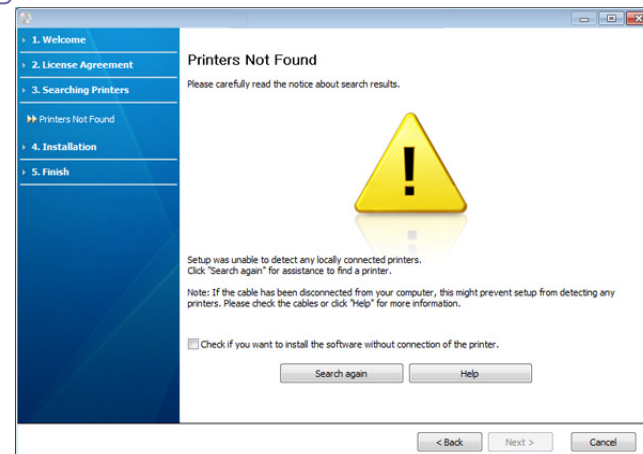 1. Welcome
2. License Agreement
3. Searching Printers
Printers Not Found
4. Installation
5. Finish
Printers Not Found
Please carefully read the notice about search results.
Setup was unable to detect any locally connected printers.
Click "Search again" for assistance to find a printer.
Note: If the cable has been disconnected from your computer, this might prevent setup from detecting any
printers. Please check the cables or click "Help" for more information.
Check if you want to install the software without connection of the printer.
Search again Help
< Back Next > Cancel